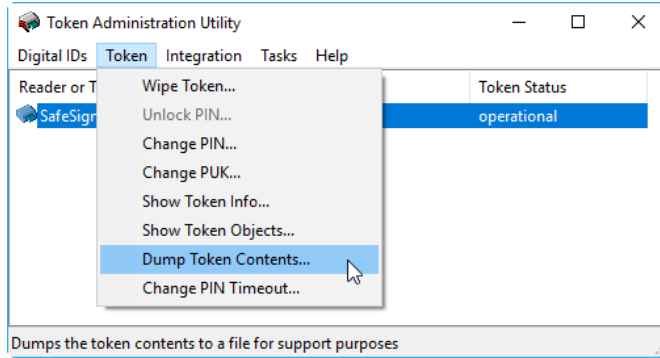 Token Administration Utility
Digital IDs Token Integration Tasks Help
Reader or T
Token Status
SafeSign
operational
Wipe Token...
Unlock PIN...
Change PIN...
Change PUK...
Show Token Info...
Show Token Objects...
Dump Token Contents...
Change PIN Timeout...
Dumps the token contents to a file for support purposes